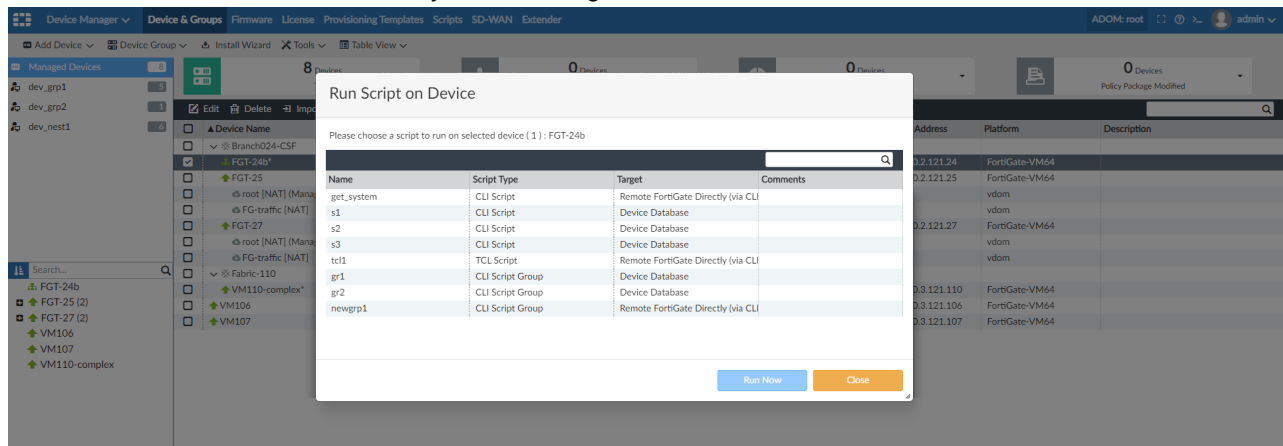 Device Manager Device & Groups Firmware License Provisioning Templates Scripts SD-WAN Extender ADOM: root admin
Add Device Device Group Install Wizard Tools Table View
Managed Devices 8
dev_grp1 5
dev_grp2 1
dev_nest1 6
8 Devices
0 Devices
0 Devices
0 Devices
Policy Package Modified
Edit Delete Impo
Device Name Address Platform Description
Branch024-CSF
FGT-24b* 0.2.121.24 FortiGate-VM64
FGT-25 0.2.121.25 FortiGate-VM64
root [NAT] (Mana vdom
FG-traffic [NAT] vdom
FGT-27 0.2.121.27 FortiGate-VM64
root [NAT] (Mana vdom
FG-traffic [NAT] vdom
Fabric-110
VM110-complex* 0.3.121.110 FortiGate-VM64
VM106 0.3.121.106 FortiGate-VM64
VM107 0.3.121.107 FortiGate-VM64
Search...
FGT-24b
FGT-25 (2)
FGT-27 (2)
VM106
VM107
VM110-complex
Run Script on Device
Please choose a script to run on selected device ( 1 ) : FGT-24b
Name Script Type Target Comments
get_system CLI Script Remote FortiGate Directly (via CLI
s1 CLI Script Device Database
s2 CLI Script Device Database
s3 CLI Script Device Database
tcl1 TCL Script Remote FortiGate Directly (via CLI
gr1 CLI Script Group Device Database
gr2 CLI Script Group Device Database
newgrp1 CLI Script Group Remote FortiGate Directly (via CLI
Run Now Close